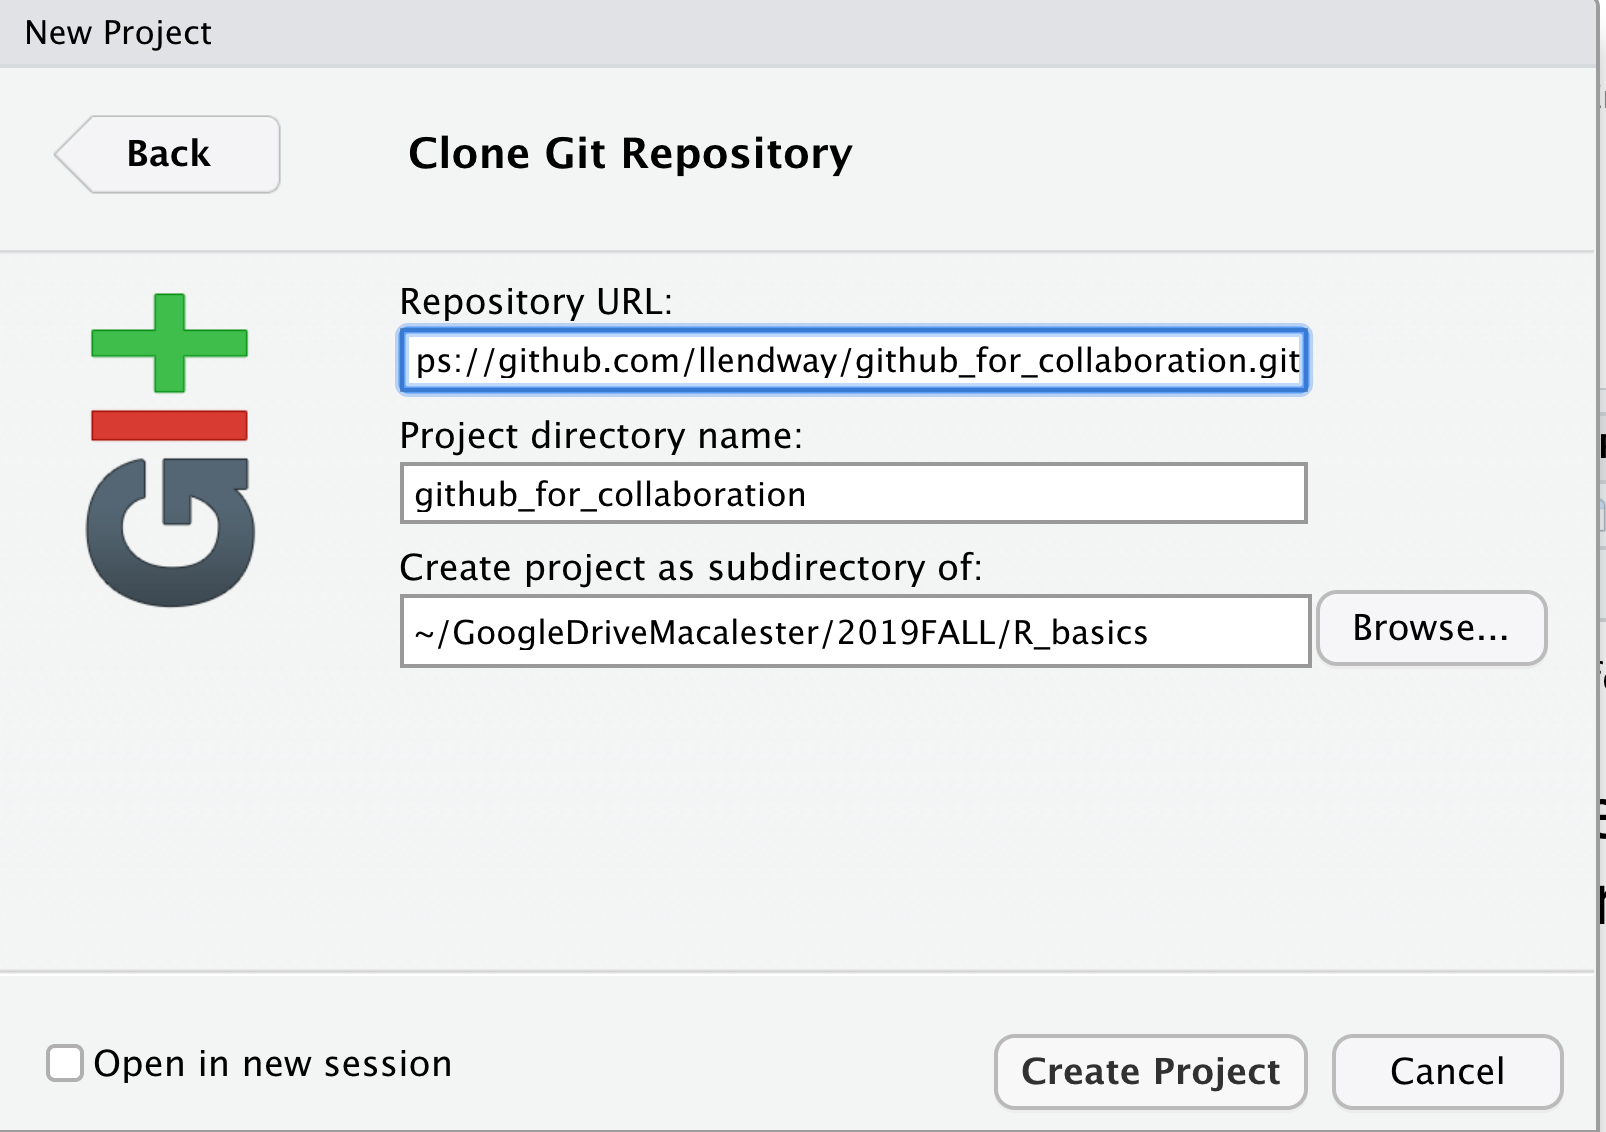 New Project
Back
Clone Git Repository
GIt
Repository URL:
ps://github.com/llendway/github_for_collaboration.git
Project directory name:
github_for_collaboration
Create project as subdirectory of:
~/GoogleDriveMacalester/2019FALL/R_basics
Browse...
Open in new session
Create Project
Cancel